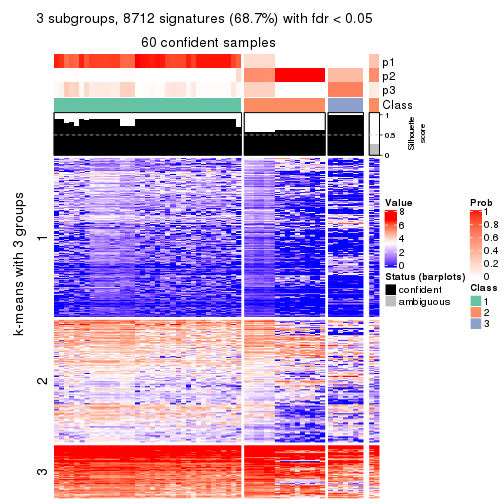 3 subgroups, 8712 signatures (68.7%) with fdr < 0.05
60 confident samples
p1
p2
p3
Class
1
0.5
0
Silhouette
score
k-means with 3 groups
1
2
3
Value
8
6
4
2
0
Status (barplots)
confident
ambiguous
Prob
1
0.8
0.6
0.4
0.2
0
Class
1
2
3